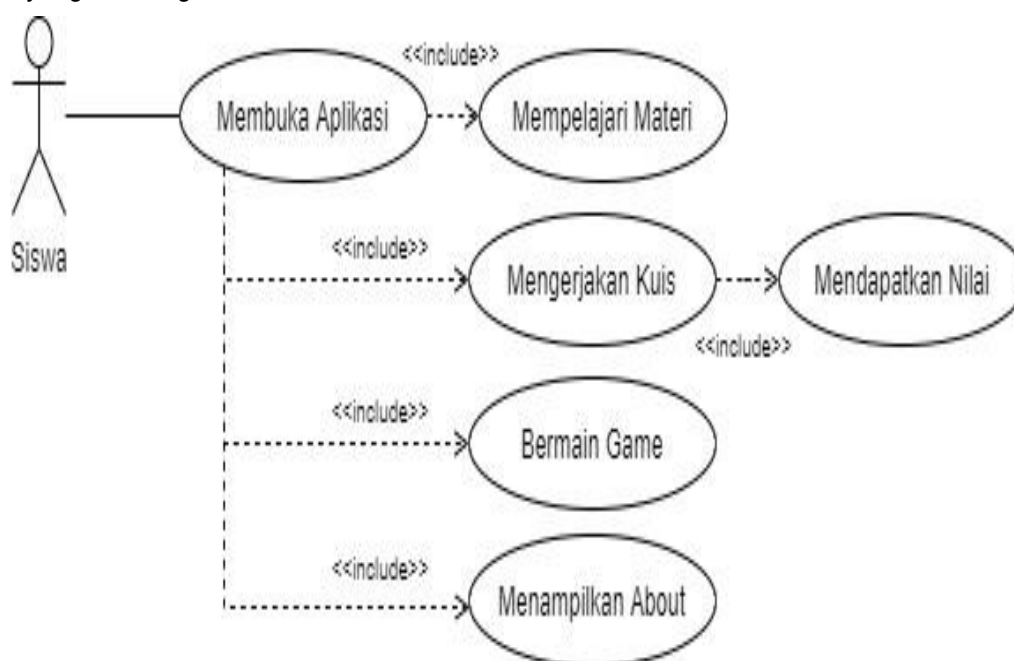 <<include>>
Membuka Aplikasi
Mempelajari Materi
Siswa
<<include>>
Mengerjakan Kuis
Mendapatkan Nilai
<<include>>
<<include>>
Bermain Game
<<include>>
Menampilkan About